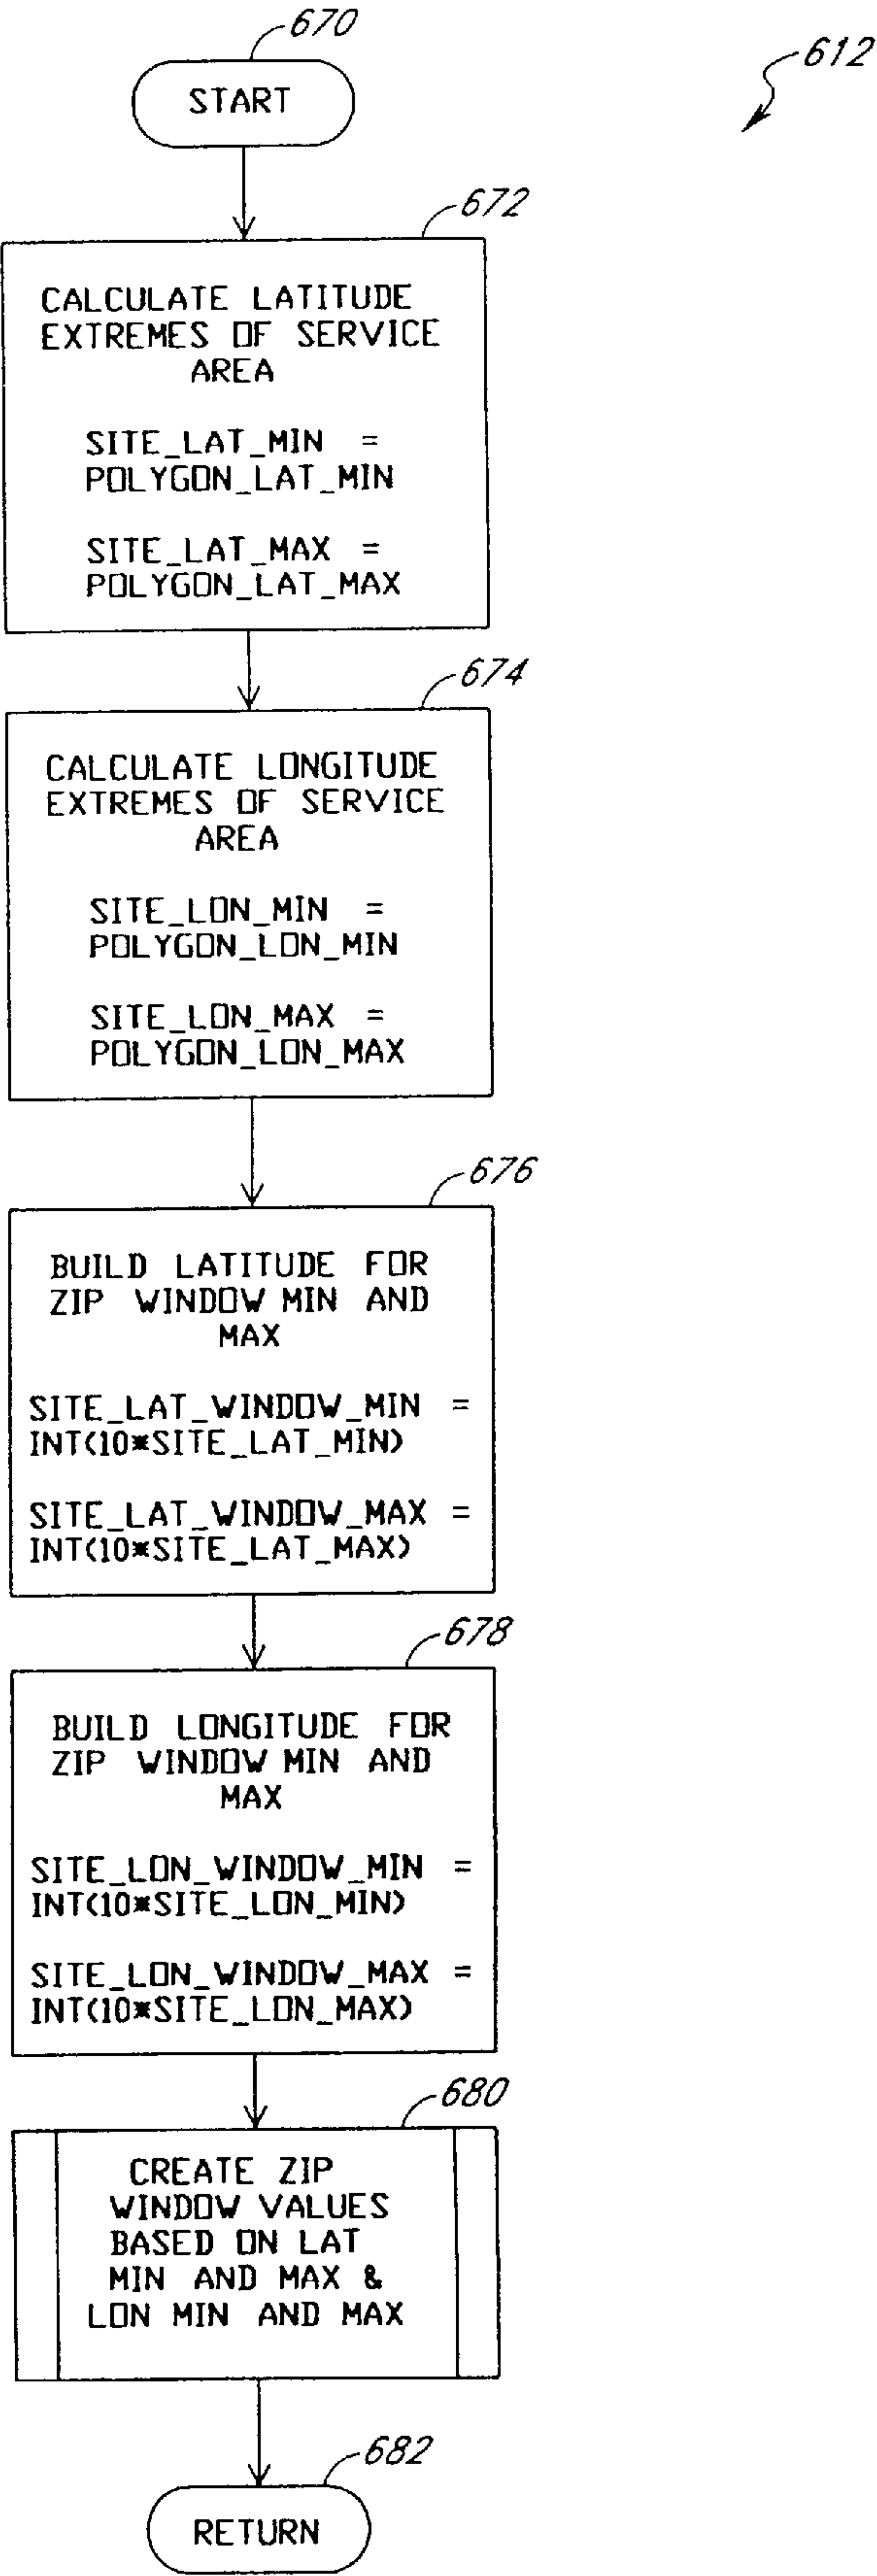 670
612
START
672
CALCULATE LATITUDE
EXTREMES OF SERVICE
AREA
SITE_LAT_MIN =
POLYGON_LAT_MIN
SITE_LAT_MAX =
POLYGON_LAT_MAX
674
CALCULATE LONGITUDE
EXTREMES OF SERVICE
AREA
SITE_LON_MIN =
POLYGON_LON_MIN
SITE_LON_MAX =
POLYGON_LON_MAX
676
BUILD LATITUDE FOR
ZIP WINDOW MIN AND
MAX
SITE_LAT_WINDOW_MIN =
INT(10*SITE_LAT_MIN)
SITE_LAT_WINDOW_MAX =
INT(10*SITE_LAT_MAX)
678
BUILD LONGITUDE FOR
ZIP WINDOW MIN AND
MAX
SITE_LON_WINDOW_MIN =
INT(10*SITE_LON_MIN)
SITE_LON_WINDOW_MAX =
INT(10*SITE_LON_MAX)
680
CREATE ZIP
WINDOW VALUES
BASED ON LAT
MIN AND MAX &
LON MIN AND MAX
682
RETURN